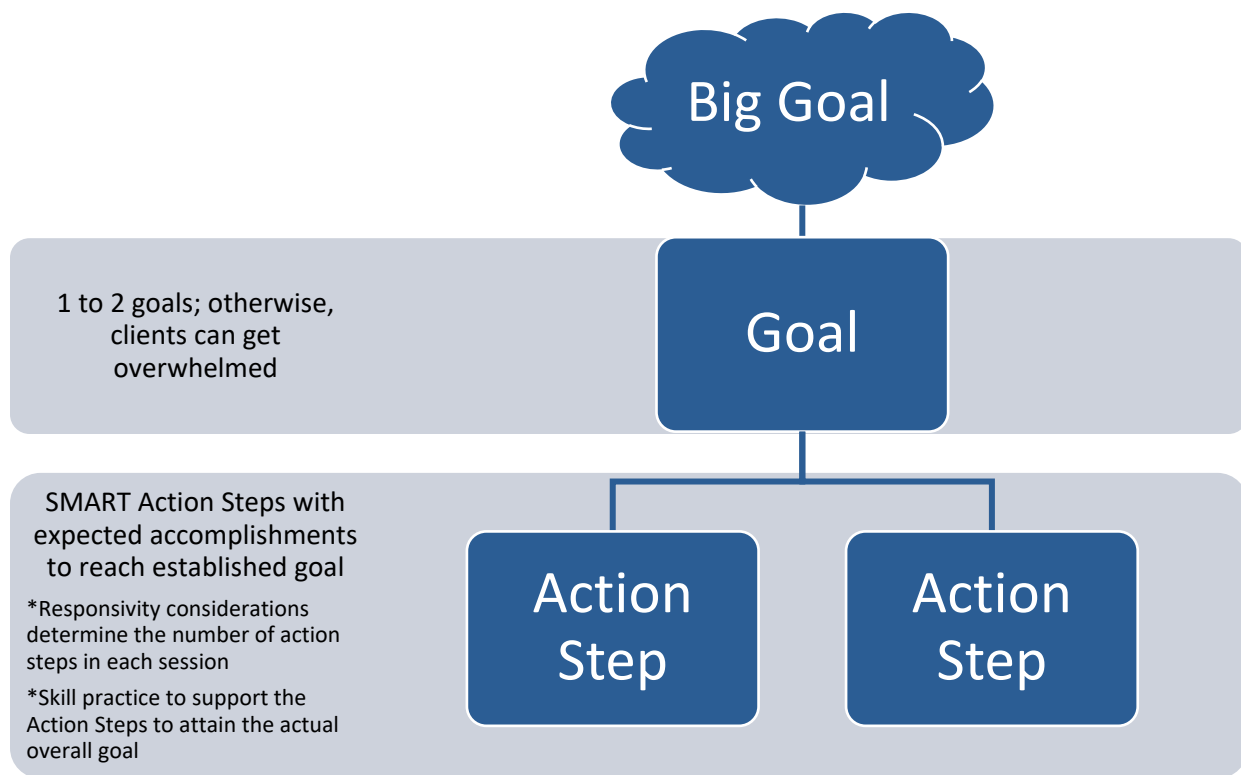 Big Goal
1 to 2 goals; otherwise,
clients can get
overwhelmed
Goal
SMART Action Steps with
expected accomplishments
to reach established goal
*Responsivity considerations
determine the number of action
steps in each session
*Skill practice to support the
Action Steps to attain the actual
overall goal
Action
Step
Action
Step